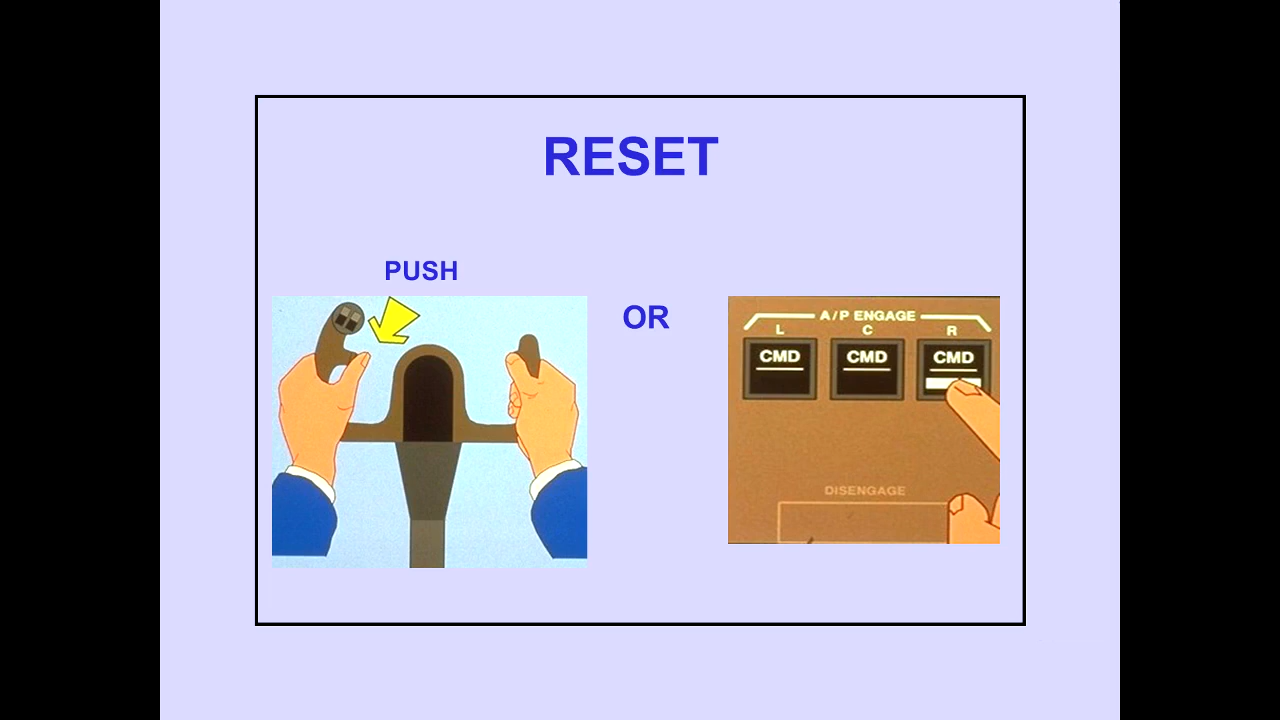 RESET
PUSH
OR
A/P ENGAGE
L C R
CMD CMD CMD
DISENGAGE